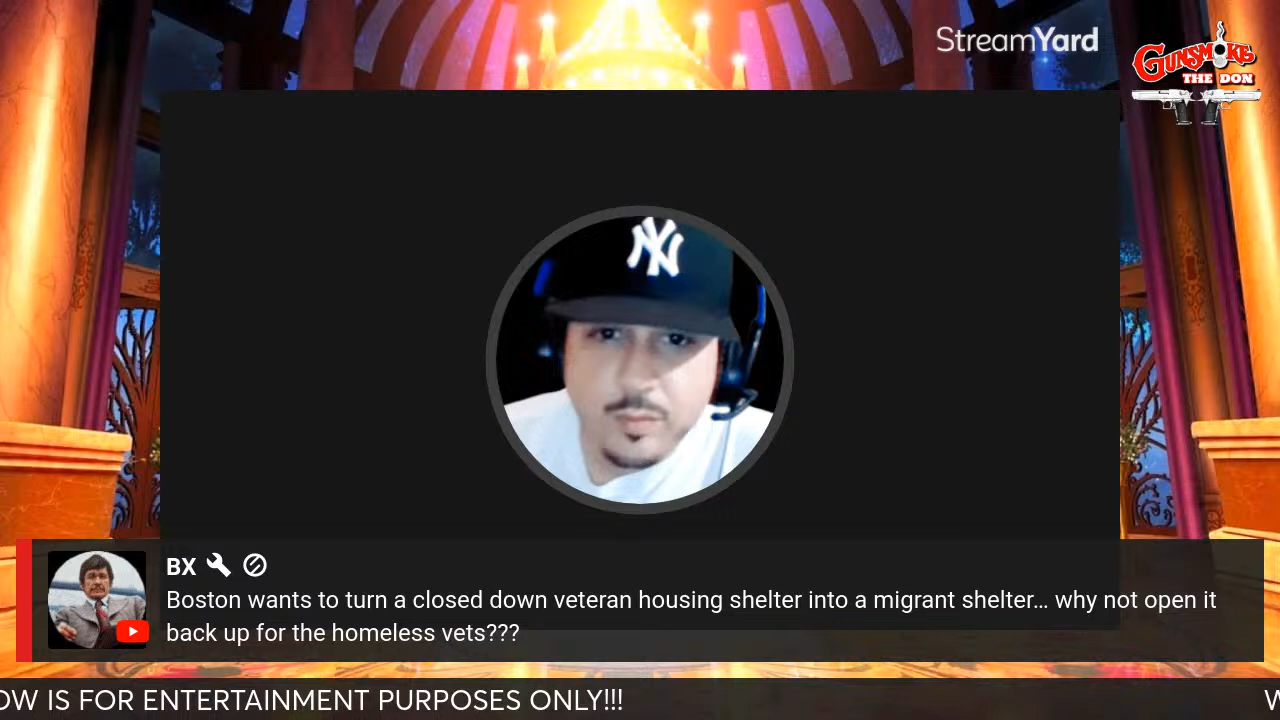 StreamYard
GUNSMOKE
THE DON
NY
BX
Boston wants to turn a closed down veteran housing shelter into a migrant shelter... why not open it
back up for the homeless vets???
OW IS FOR ENTERTAINMENT PURPOSES ONLY!!!
W